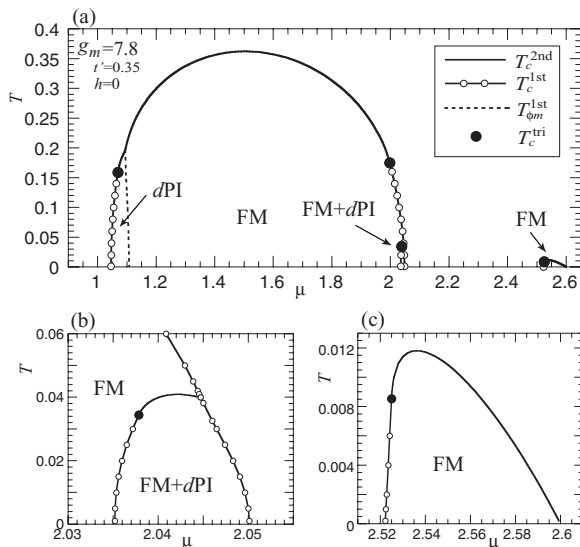 (a)
g_m=7.8
t'=0.35
h=0
T
0.4
0.35
0.3
0.25
0.2
0.15
0.1
0.05
0
T_c^2nd
T_c^1st
T_ϕm^1st
T_c^tri
dPI
FM
FM+dPI
FM
1 1.2 1.4 1.6 1.8 2 2.2 2.4 2.6
μ
(b)
T
0.06
0.04
0.02
0
FM
FM+dPI
2.03 2.04 2.05
μ
(c)
T
0.012
0.008
0.004
0
FM
2.52 2.54 2.56 2.58 2.6
μ